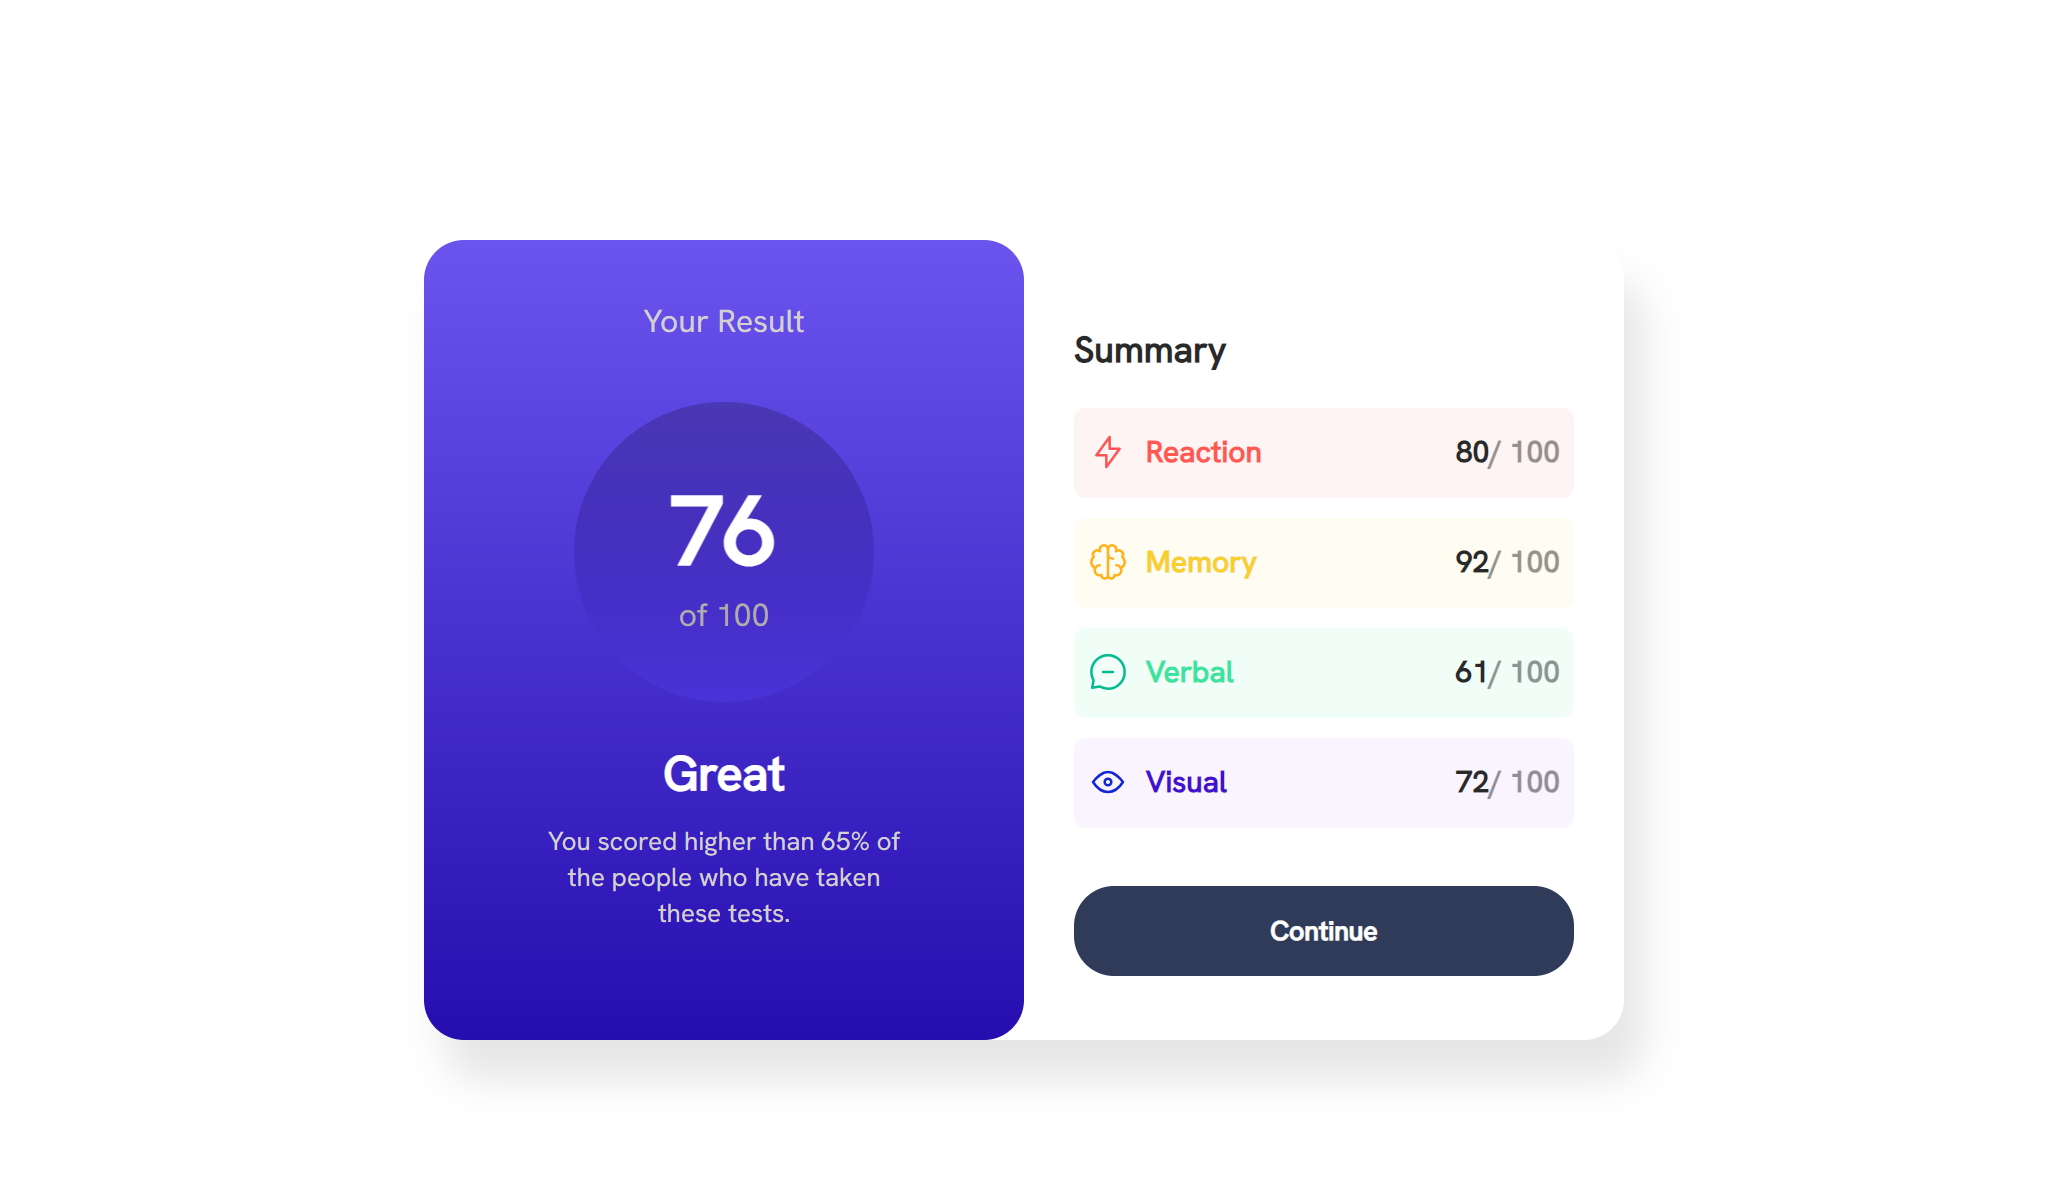 Your Result
76
of 100
Great
You scored higher than 65% of
the people who have taken
these tests.
Summary
Reaction 80/ 100
Memory 92/ 100
Verbal 61/ 100
Visual 72/ 100
Continue